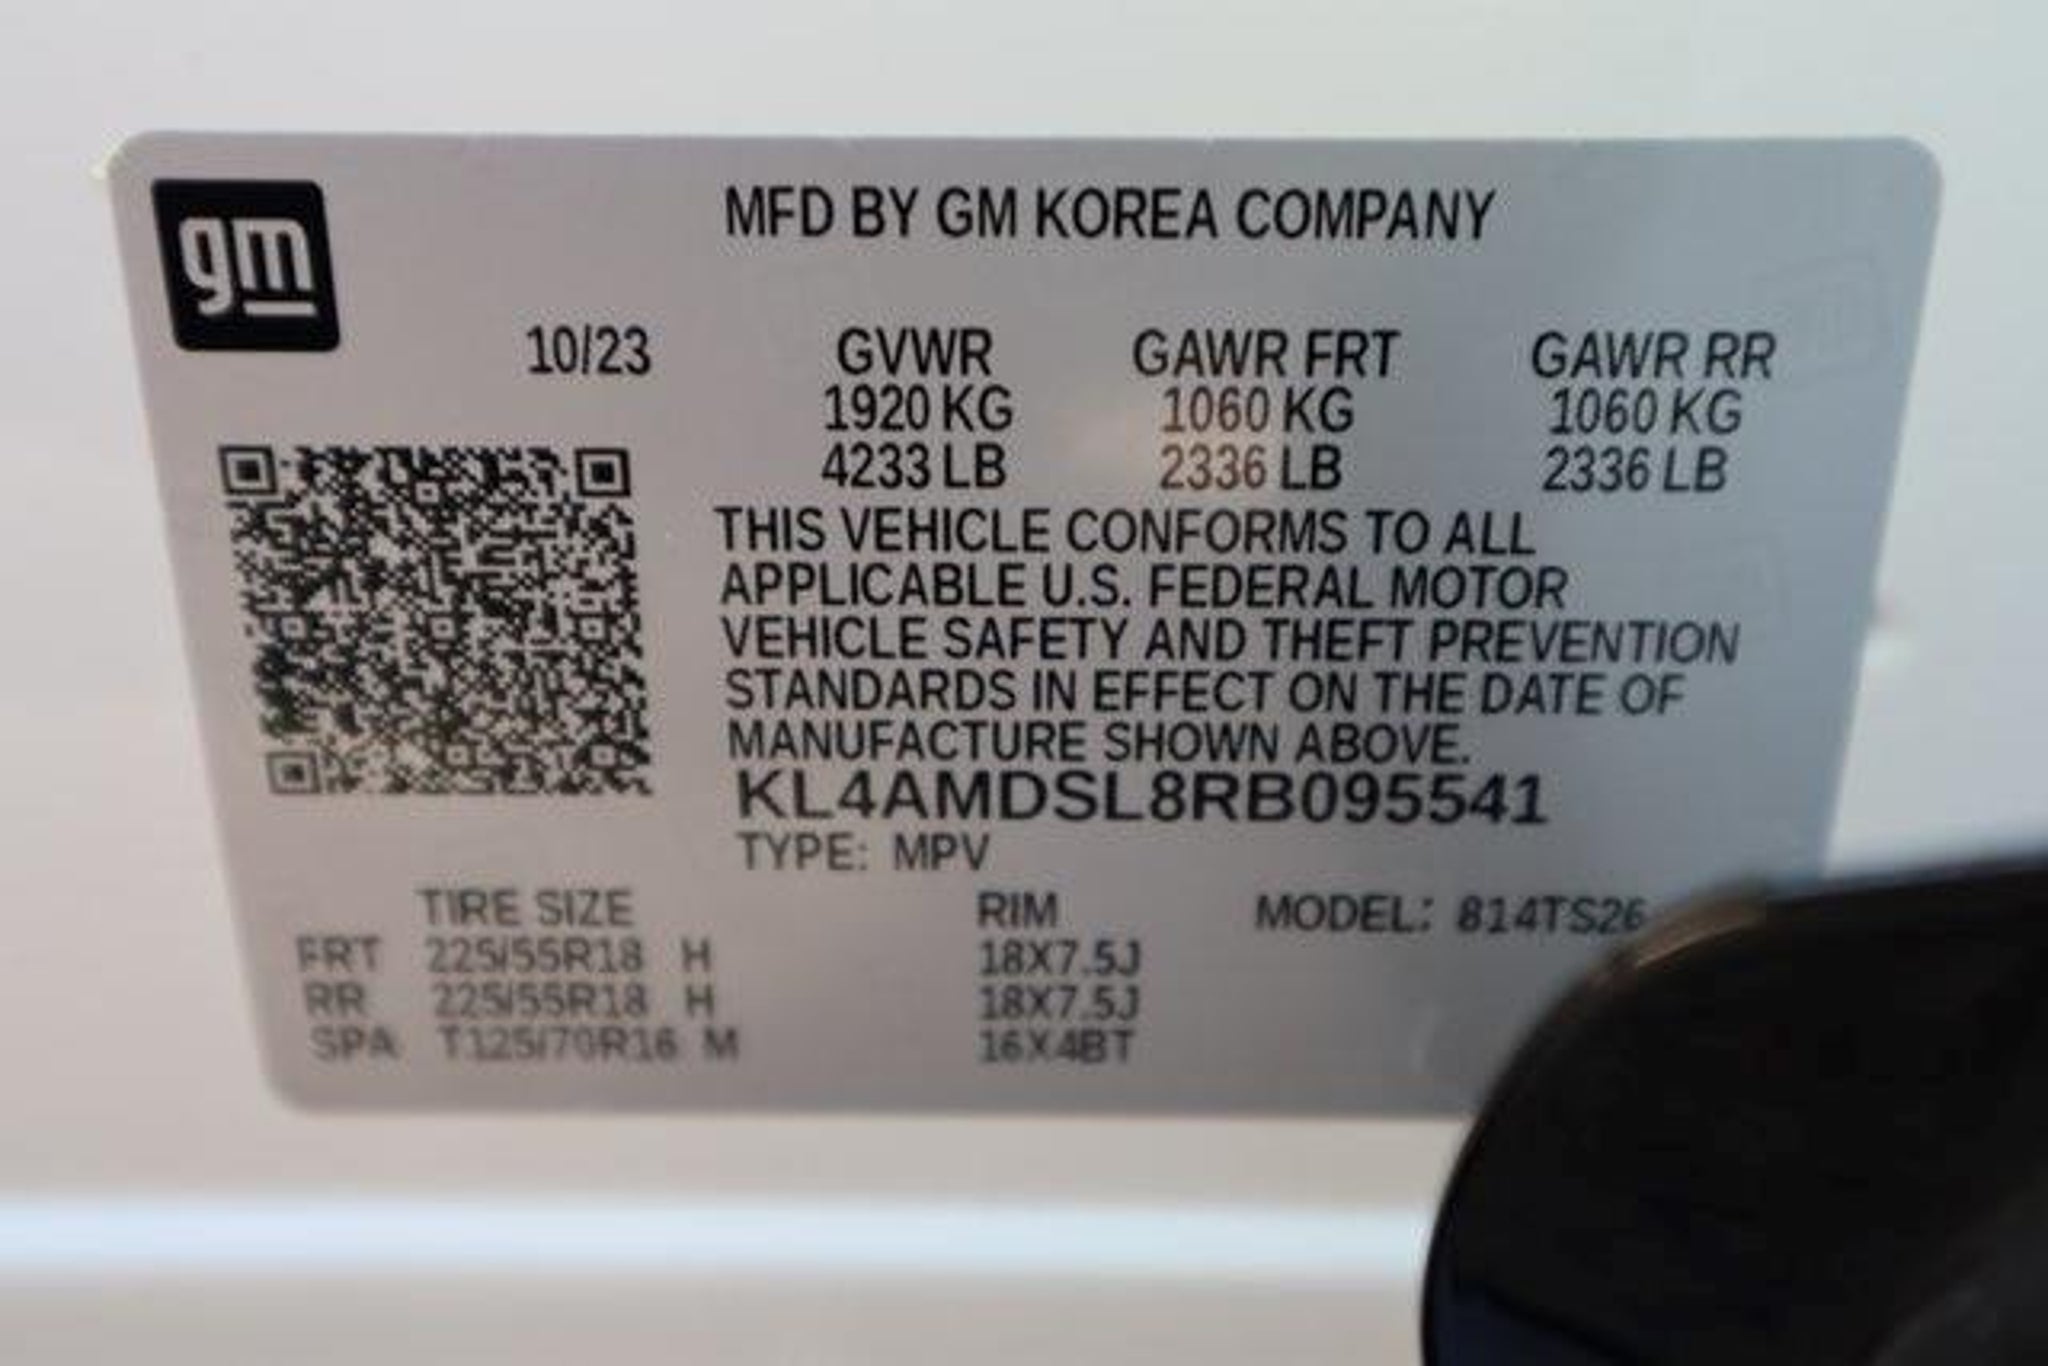 gm
MFD BY GM KOREA COMPANY
10/23 GVWR GAWR FRT GAWR RR
1920 KG 1060 KG 1060 KG
4233 LB 2336 LB 2336 LB
THIS VEHICLE CONFORMS TO ALL
APPLICABLE U.S. FEDERAL MOTOR
VEHICLE SAFETY AND THEFT PREVENTION
STANDARDS IN EFFECT ON THE DATE OF
MANUFACTURE SHOWN ABOVE.
KL4AMDSL8RB095541
TYPE: MPV
TIRE SIZE RIM MODEL: 814TS26
FRT 225/55R18 H 18X7.5J
RR 225/55R18 H 18X7.5J
SPA T125/70R16 M 16X4BT